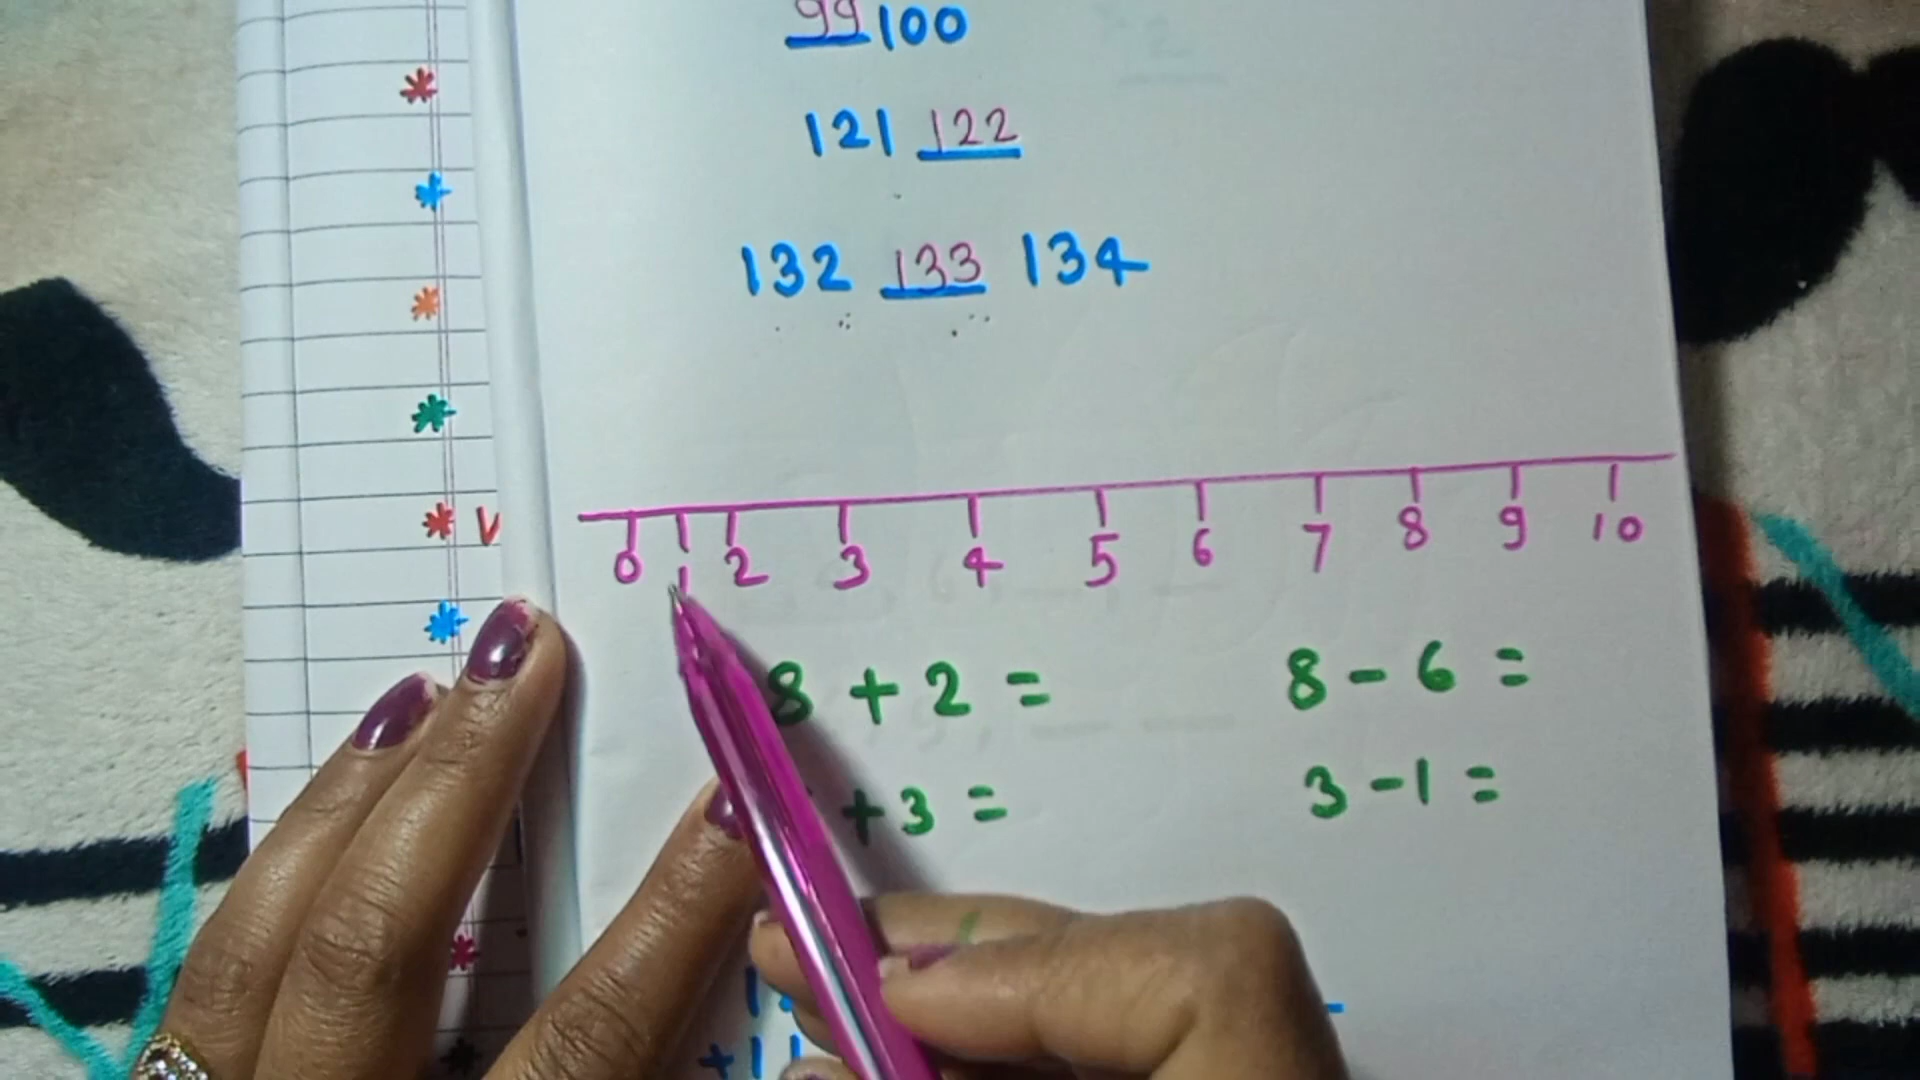 99 100
121 122
132 133 134
V
0 1 2 3 4 5 6 7 8 9 10
8 + 2 = 8 - 6 =
+ 3 = 3 - 1 =
+11